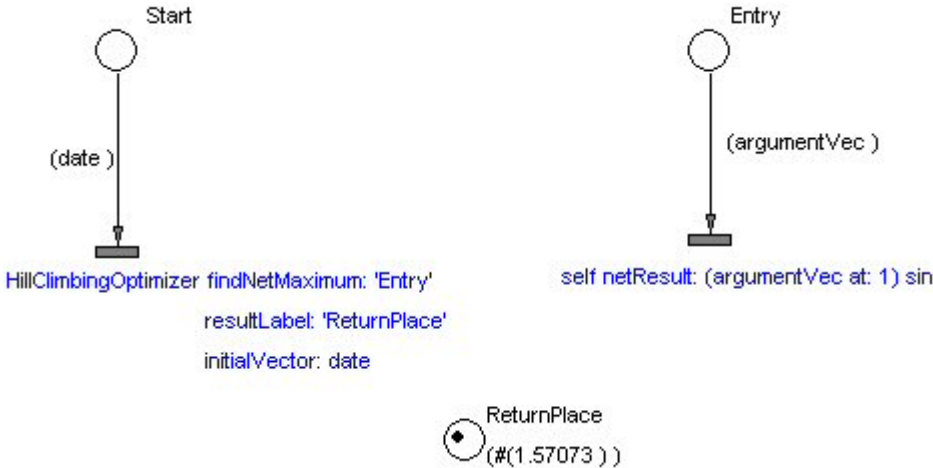 Start
Entry
(date )
(argumentVec )
HillClimbingOptimizer findNetMaximum: 'Entry'
resultLabel: 'ReturnPlace'
initialVector: date
self netResult: (argumentVec at: 1) sin
ReturnPlace
(#(1.57073 ) )